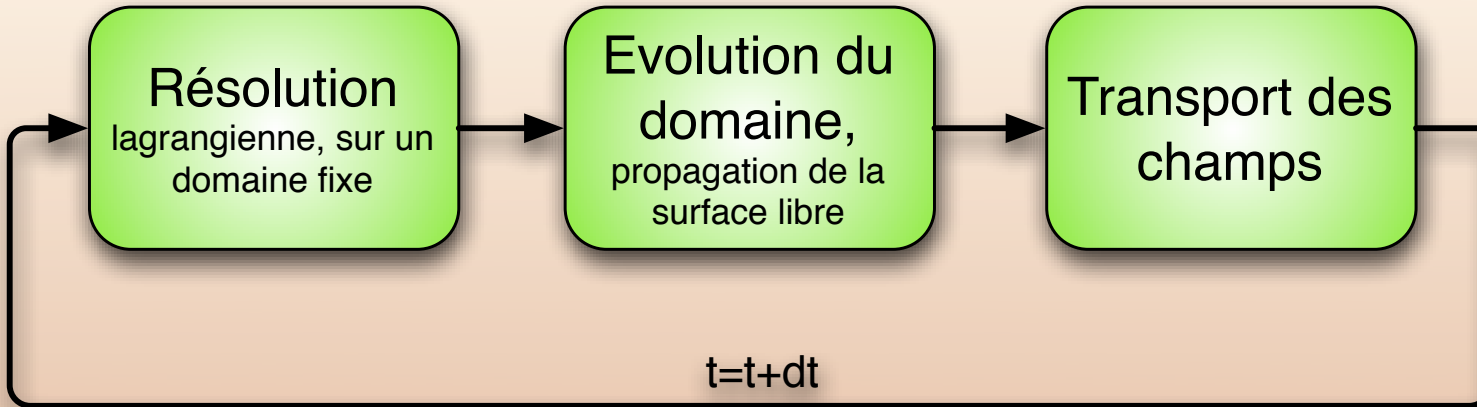 Résolution
lagrangienne, sur un
domaine fixe
Evolution du
domaine,
propagation de la
surface libre
Transport des
champs
t=t+dt